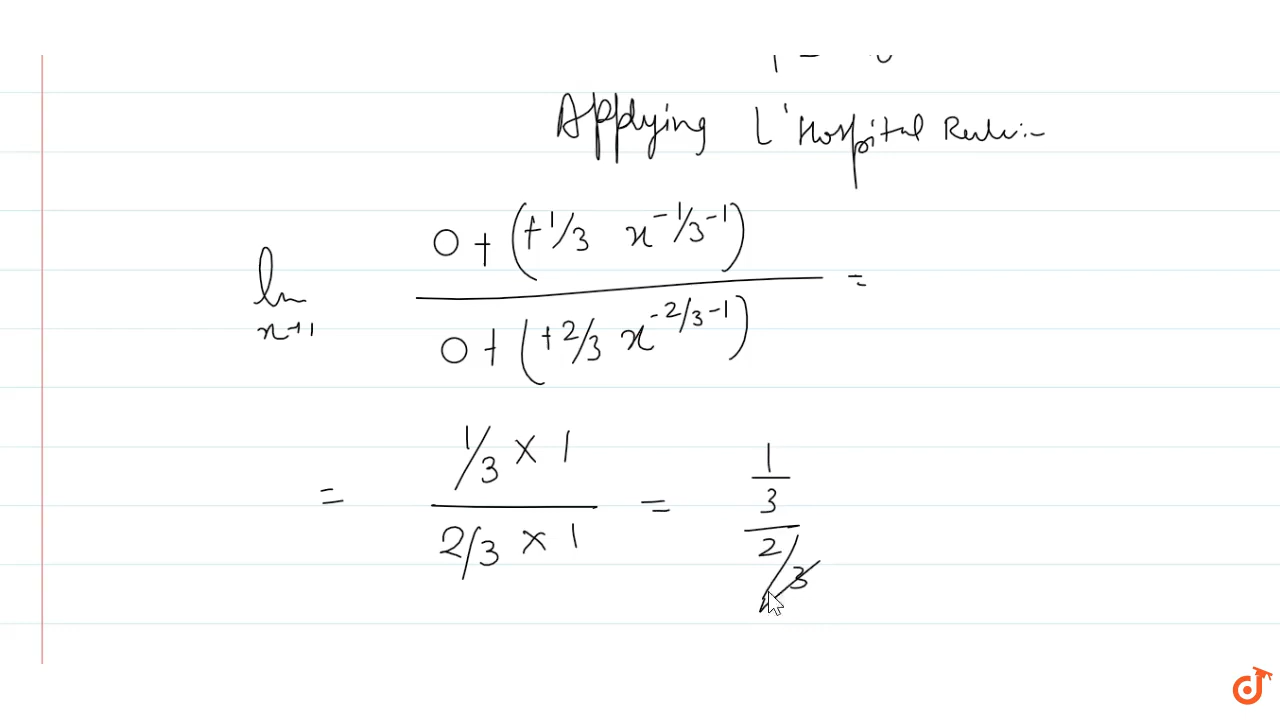 Applying L'Hospital Rule:-
lim x→1 0+(+1/3 x^{-1/3-1}) / 0+(+2/3 x^{-2/3-1}) =
= 1/3 × 1 / 2/3 × 1 = 1/3 / 2/3